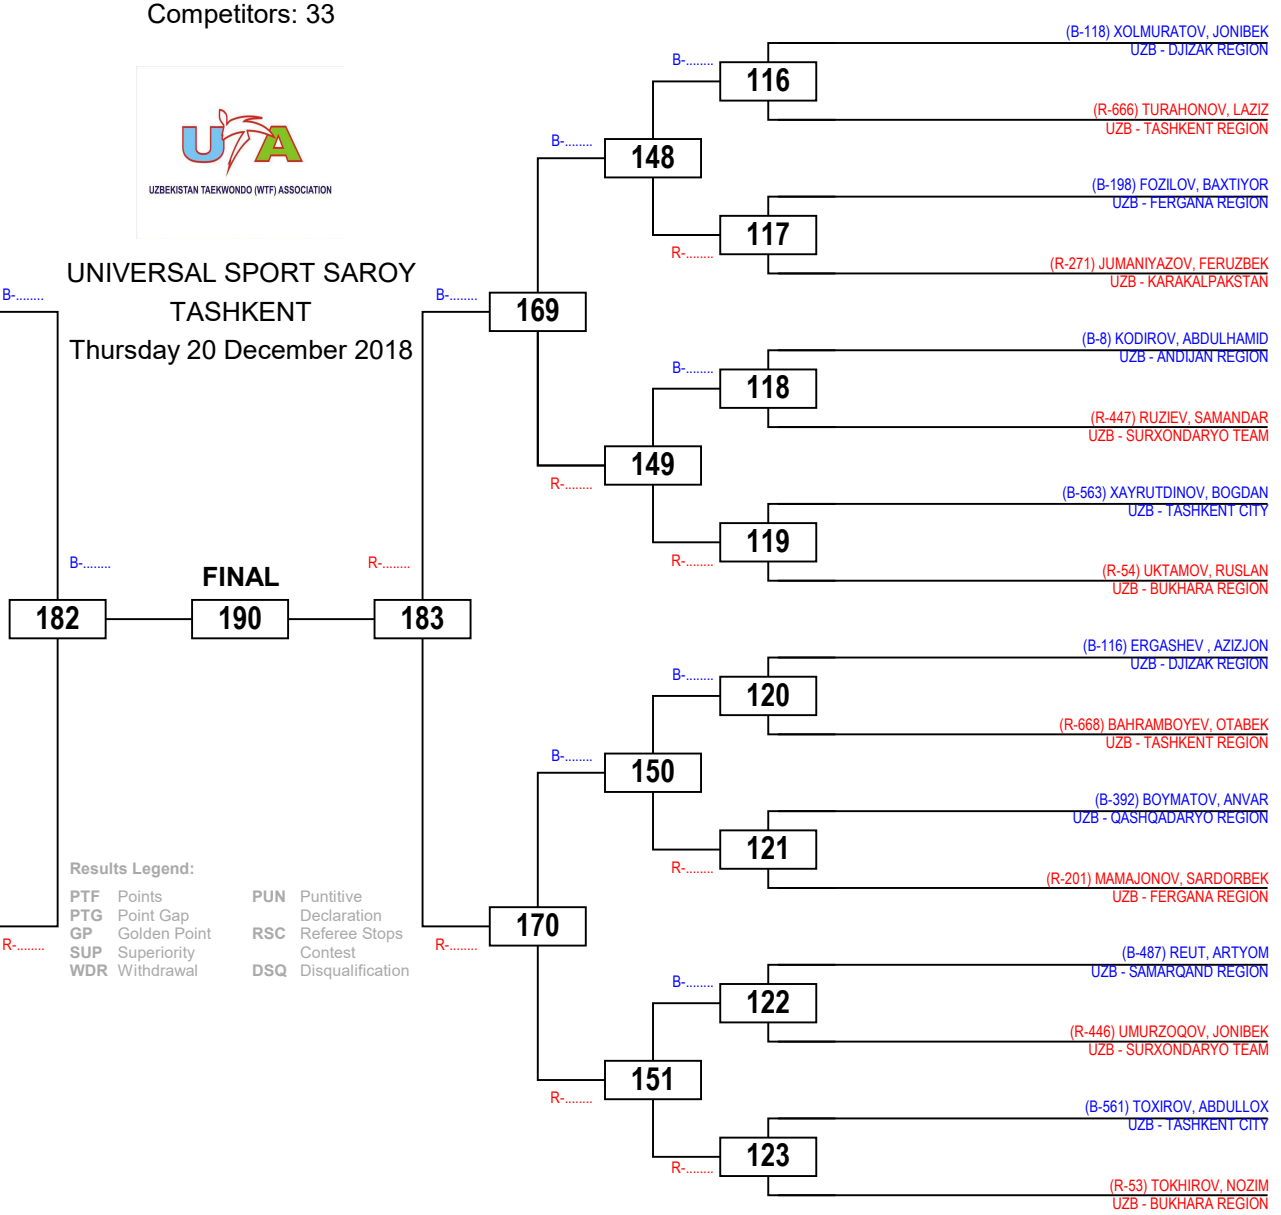 Competitors: 33
UTA
UZBEKISTAN TAEKWONDO (WTF) ASSOCIATION
UNIVERSAL SPORT SAROY
TASHKENT
Thursday 20 December 2018
B-........
B-........
FINAL
R-........
182
190
183
Results Legend:
PTF Points
PTG Point Gap
GP Golden Point
SUP Superiority
WDR Withdrawal
PUN Puntitive
Declaration
RSC Referee Stops
Contest
DSQ Disqualification
R-........
B-........
169
170
R-........
B-........
148
149
R-........
B-........
150
151
R-........
B-........
116
117
R-........
B-........
118
119
R-........
B-........
120
121
R-........
B-........
122
123
R-........
(B-118) XOLMURATOV, JONIBEK
UZB - DJIZAK REGION
(R-666) TURAHONOV, LAZIZ
UZB - TASHKENT REGION
(B-198) FOZILOV, BAXTIYOR
UZB - FERGANA REGION
(R-271) JUMANIYAZOV, FERUZBEK
UZB - KARAKALPAKSTAN
(B-8) KODIROV, ABDULHAMID
UZB - ANDIJAN REGION
(R-447) RUZIEV, SAMANDAR
UZB - SURXONDARYO TEAM
(B-563) XAYRUTDINOV, BOGDAN
UZB - TASHKENT CITY
(R-54) UKTAMOV, RUSLAN
UZB - BUKHARA REGION
(B-116) ERGASHEV , AZIZJON
UZB - DJIZAK REGION
(R-668) BAHRAMBOYEV, OTABEK
UZB - TASHKENT REGION
(B-392) BOYMATOV, ANVAR
UZB - QASHQADARYO REGION
(R-201) MAMAJONOV, SARDORBEK
UZB - FERGANA REGION
(B-487) REUT, ARTYOM
UZB - SAMARQAND REGION
(R-446) UMURZOQOV, JONIBEK
UZB - SURXONDARYO TEAM
(B-561) TOXIROV, ABDULLOX
UZB - TASHKENT CITY
(R-53) TOKHIROV, NOZIM
UZB - BUKHARA REGION